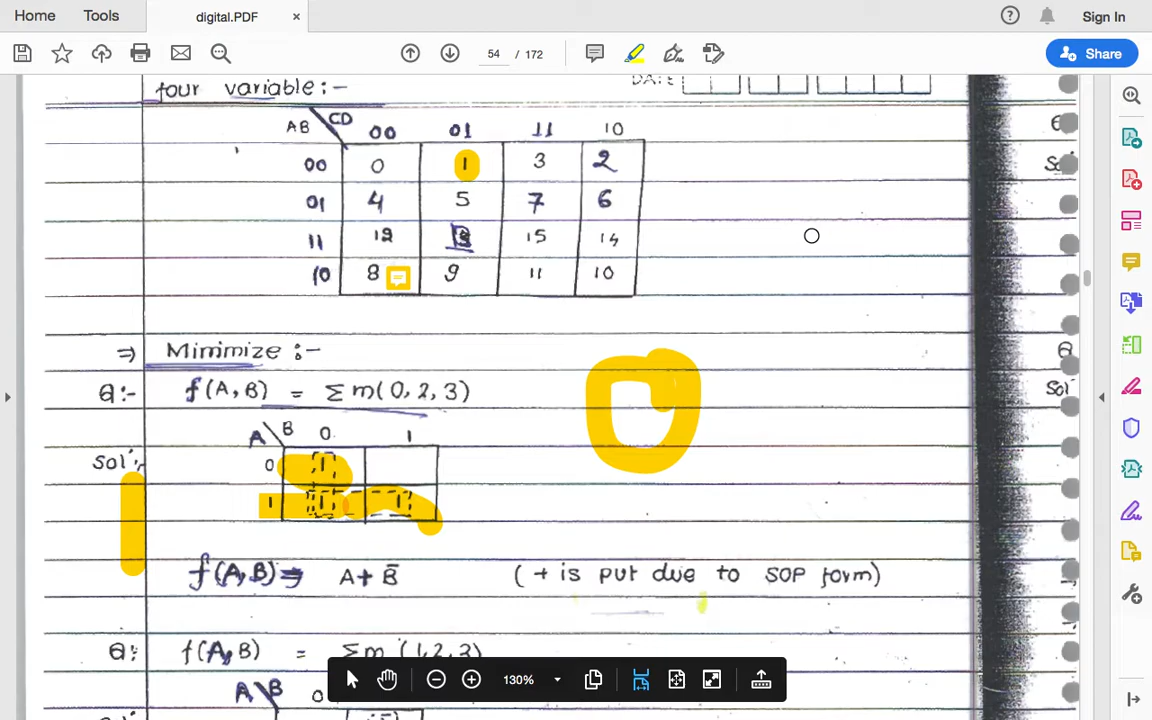 Home Tools digital.PDF × Sign In
54 / 172 Share
four variable:- DATE
AB CD 00 01 11 10
00 0 1 3 2
01 4 5 7 6
11 12 13 15 14
10 8 9 11 10
⇒ Minimize :-
Q:- f(A,B) = Σm(0,2,3)
A B 0 1
Sol:- 0 1
1 1 1
f(A,B)⇒ A+B̄ (+ is put due to SOP form)
Q: f(A,B) = Σm (1,2,3)
130%
A B 0